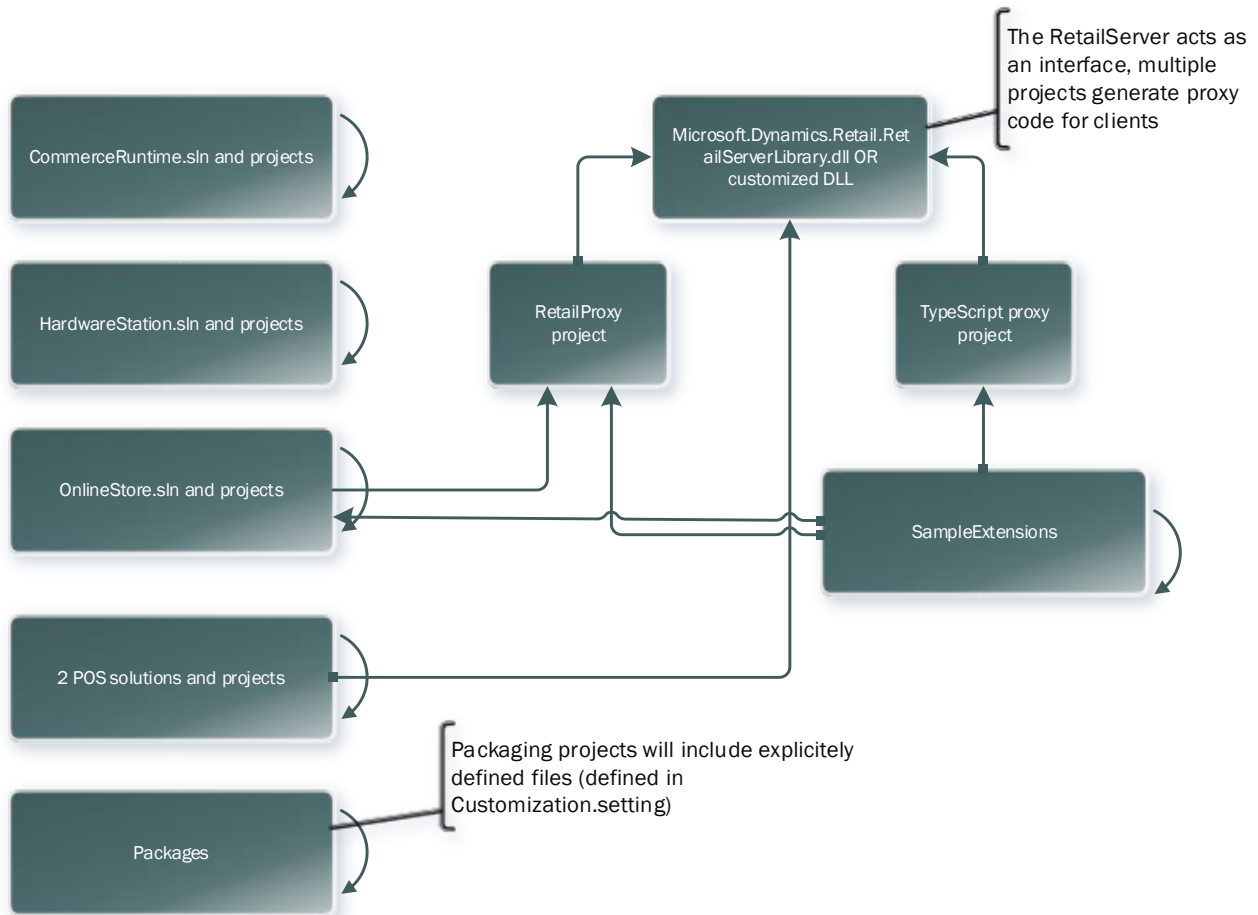 The RetailServer acts as
an interface, multiple
projects generate proxy
code for clients
CommerceRuntime.sln and projects
Microsoft.Dynamics.Retail.Ret
ailServerLibrary.dll OR
customized DLL
HardwareStation.sln and projects
RetailProxy
project
TypeScript proxy
project
OnlineStore.sln and projects
SampleExtensions
2 POS solutions and projects
Packaging projects will include explicitely
defined files (defined in
Customization.setting)
Packages